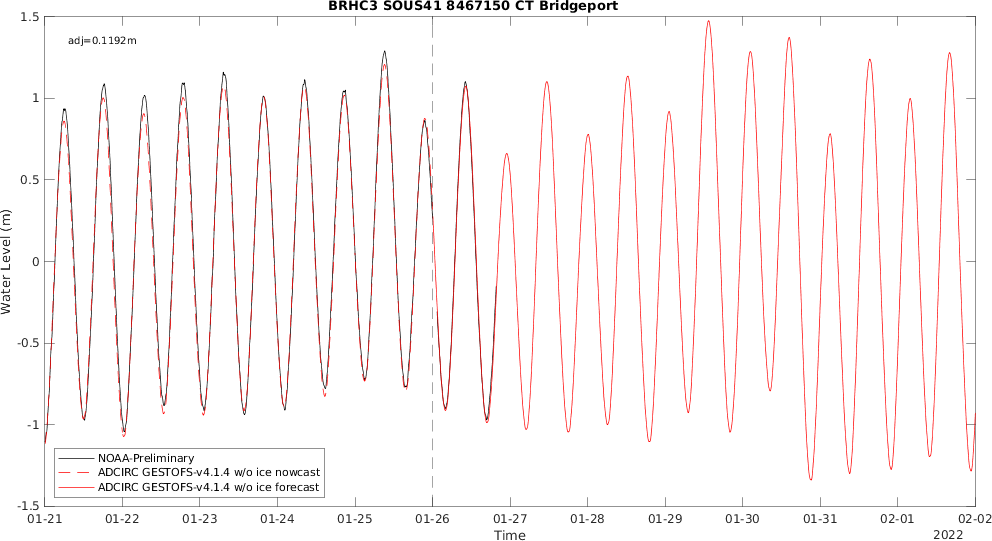 BRHC3 SOUS41 8467150 CT Bridgeport
1.5
adj=0.1192m
1
0.5
Water Level (m)
0
-0.5
-1
NOAA-Preliminary
ADCIRC GESTOFS-v4.1.4 w/o ice nowcast
ADCIRC GESTOFS-v4.1.4 w/o ice forecast
-1.5
01-21 01-22 01-23 01-24 01-25 01-26 01-27 01-28 01-29 01-30 01-31 02-01 02-02
Time
2022